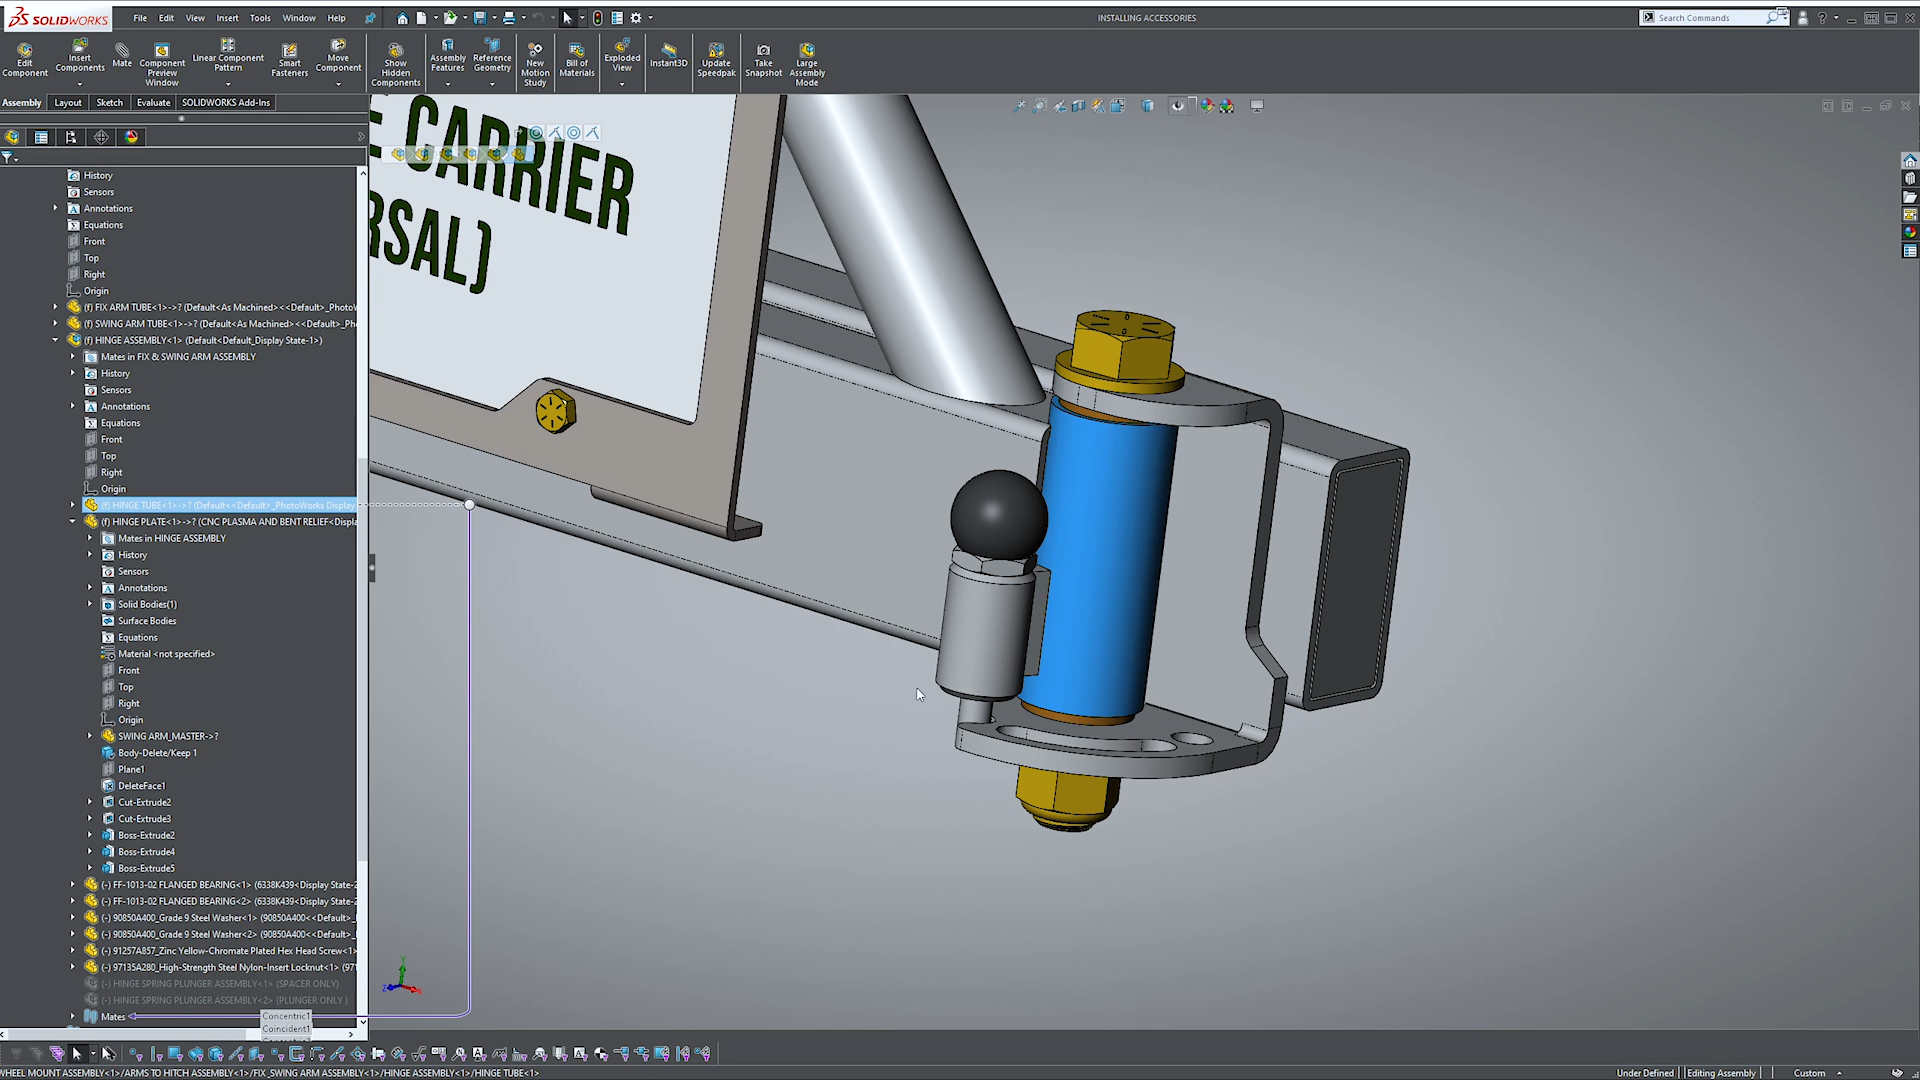 SOLIDWORKS
File Edit View Insert Tools Window Help
INSTALLING ACCESSORIES
Search Commands
Edit Component
Insert Components
Mate
Component Preview Window
Linear Component Pattern
Smart Fasteners
Move Component
Show Hidden Components
Assembly Features
Reference Geometry
New Motion Study
Bill of Materials
Exploded View
Instant3D
Update Speedpak
Take Snapshot
Large Assembly Mode
Assembly Layout Sketch Evaluate SOLIDWORKS Add-Ins
CARRIER
RSAL)
History
Sensors
Annotations
Equations
Front
Top
Right
Origin
(f) FIX ARM TUBE<1>->? (Default<As Machined><<Default>_PhotoW
(f) SWING ARM TUBE<1>->? (Default<As Machined><<Default>_Ph
(f) HINGE ASSEMBLY<1> (Default<Default_Display State-1>)
Mates in FIX & SWING ARM ASSEMBLY
History
Sensors
Annotations
Equations
Front
Top
Right
Origin
(f) HINGE TUBE<1>->? (Default<<Default>_PhotoWorks Display
(f) HINGE PLATE<1>->? (CNC PLASMA AND BENT RELIEF<Displa
Mates in HINGE ASSEMBLY
History
Sensors
Annotations
Solid Bodies(1)
Surface Bodies
Equations
Material <not specified>
Front
Top
Right
Origin
SWING ARM_MASTER->?
Body-Delete/Keep 1
Plane1
DeleteFace1
Cut-Extrude2
Cut-Extrude3
Boss-Extrude2
Boss-Extrude4
Boss-Extrude5
(-) FF-1013-02 FLANGED BEARING<1> (6338K439<Display State-2
(-) FF-1013-02 FLANGED BEARING<2> (6338K439<Display State-2
(-) 90850A400_Grade 9 Steel Washer<1> (90850A400<<Default>_
(-) 90850A400_Grade 9 Steel Washer<2> (90850A400<<Default>_
(-) 91257A857_Zinc Yellow-Chromate Plated Hex Head Screw<1>
(-) 97135A280_High-Strength Steel Nylon-Insert Locknut<1> (971
(-) HINGE SPRING PLUNGER ASSEMBLY<1> (SPACER ONLY)
(-) HINGE SPRING PLUNGER ASSEMBLY<2> (PLUNGER ONLY )
Mates
Concentric1
Coincident1
WHEEL MOUNT ASSEMBLY<1>/ARMS TO HITCH ASSEMBLY<1>/FIX_SWING ARM ASSEMBLY<1>/HINGE ASSEMBLY<1>/HINGE TUBE<1>
Under Defined Editing Assembly Custom